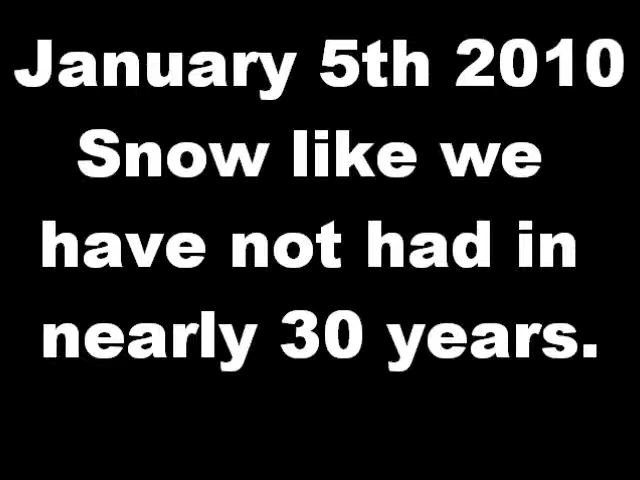 January 5th 2010
Snow like we
have not had in
nearly 30 years.